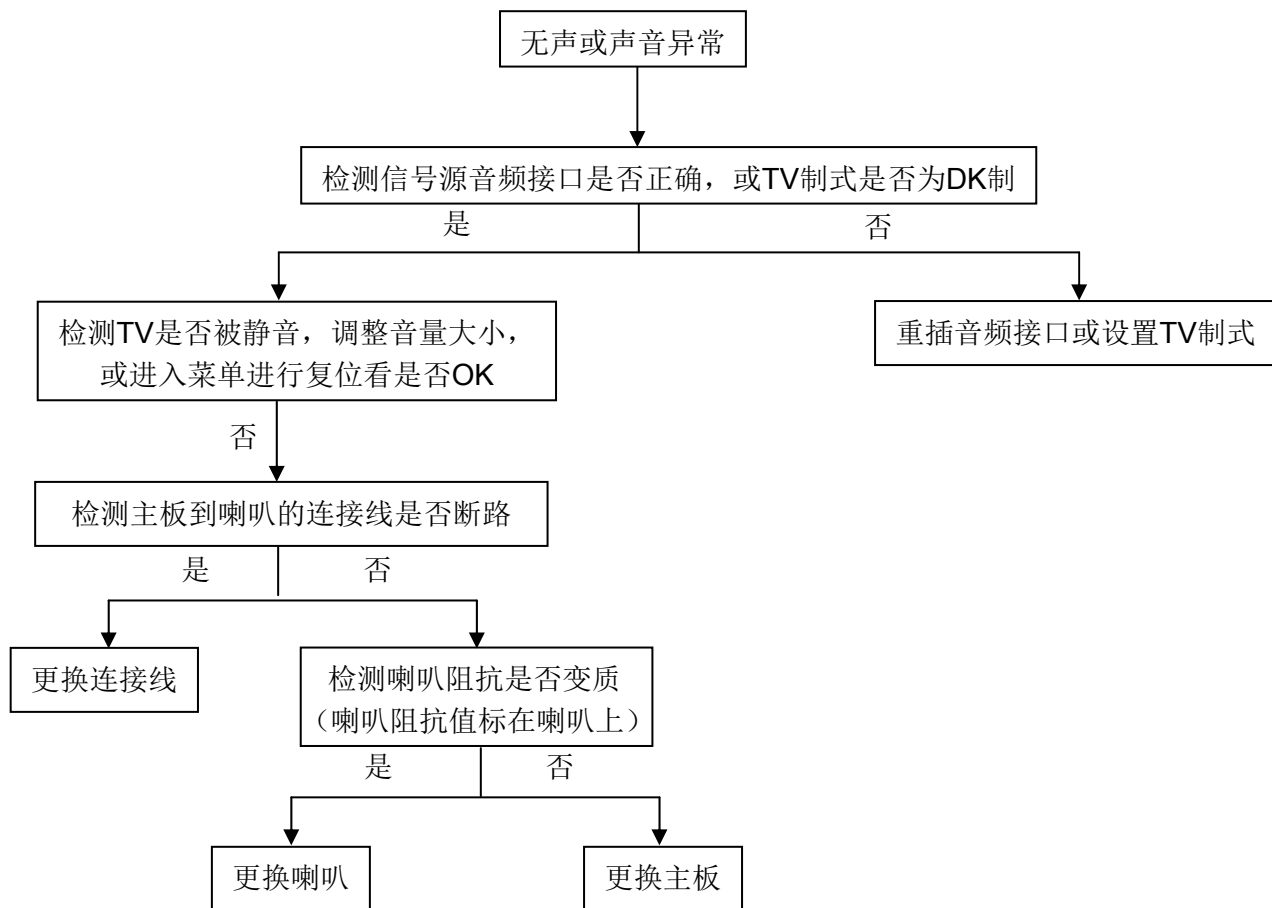 无声或声音异常
检测信号源音频接口是否正确，或TV制式是否为DK制
是
否
检测TV是否被静音，调整音量大小，
或进入菜单进行复位看是否OK
重插音频接口或设置TV制式
否
检测主板到喇叭的连接线是否断路
是
否
更换连接线
检测喇叭阻抗是否变质
（喇叭阻抗值标在喇叭上）
是
否
更换喇叭
更换主板